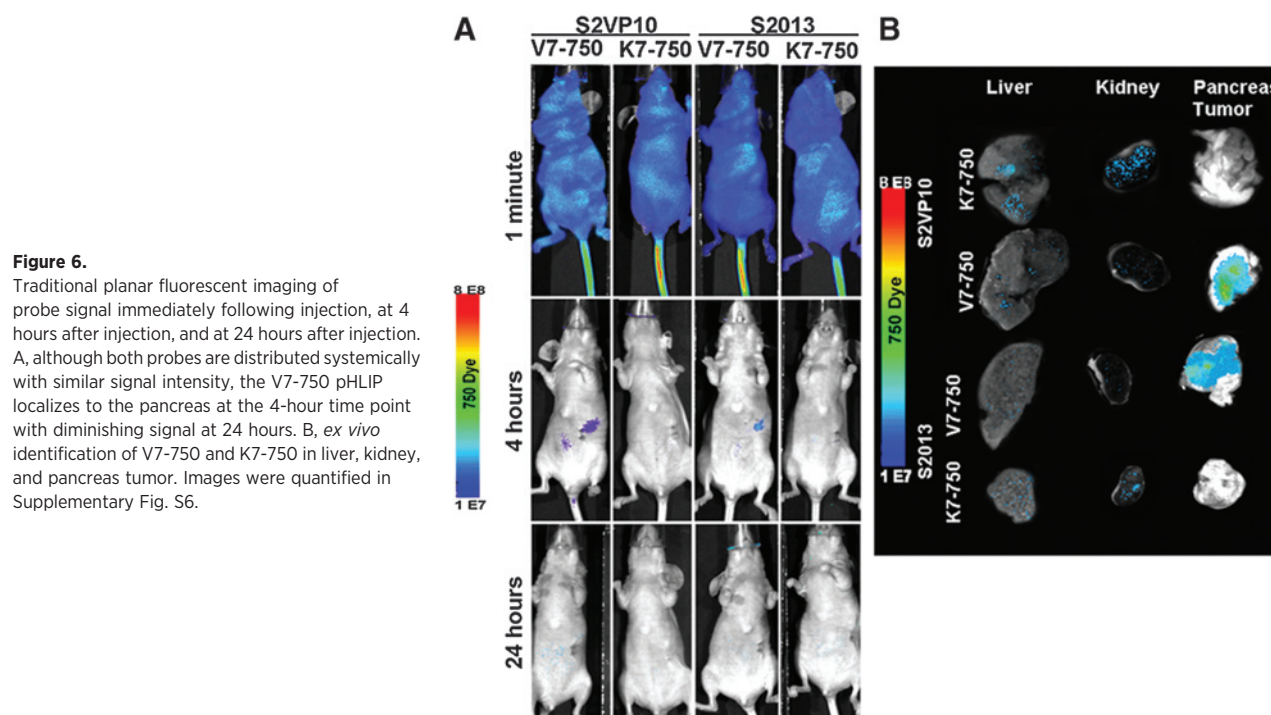 Figure 6.
Traditional planar fluorescent imaging of
probe signal immediately following injection, at 4
hours after injection, and at 24 hours after injection.
A, although both probes are distributed systemically
with similar signal intensity, the V7-750 pHLIP
localizes to the pancreas at the 4-hour time point
with diminishing signal at 24 hours. B, ex vivo
identification of V7-750 and K7-750 in liver, kidney,
and pancreas tumor. Images were quantified in
Supplementary Fig. S6.
A
S2VP10 S2013
V7-750 K7-750 V7-750 K7-750
1 minute
4 hours
24 hours
8 E8
750 Dye
1 E7
B
Liver Kidney Pancreas
Tumor
K7-750
V7-750
V7-750
K7-750
S2VP10
S2013
8 E8
750 Dye
1 E7